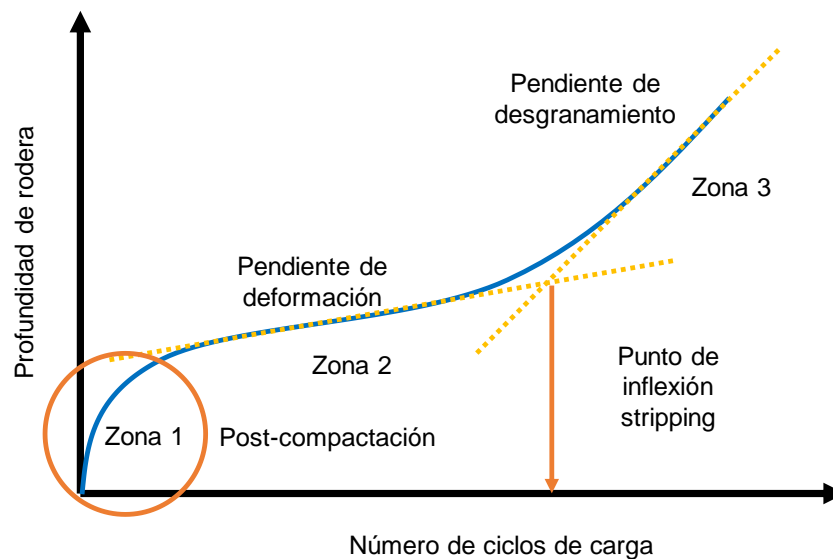 Pendiente de
desgranamiento
Zona 3
Profundidad de rodera
Pendiente de
deformación
Zona 2
Punto de
inflexión
stripping
Zona 1
Post-compactación
Número de ciclos de carga